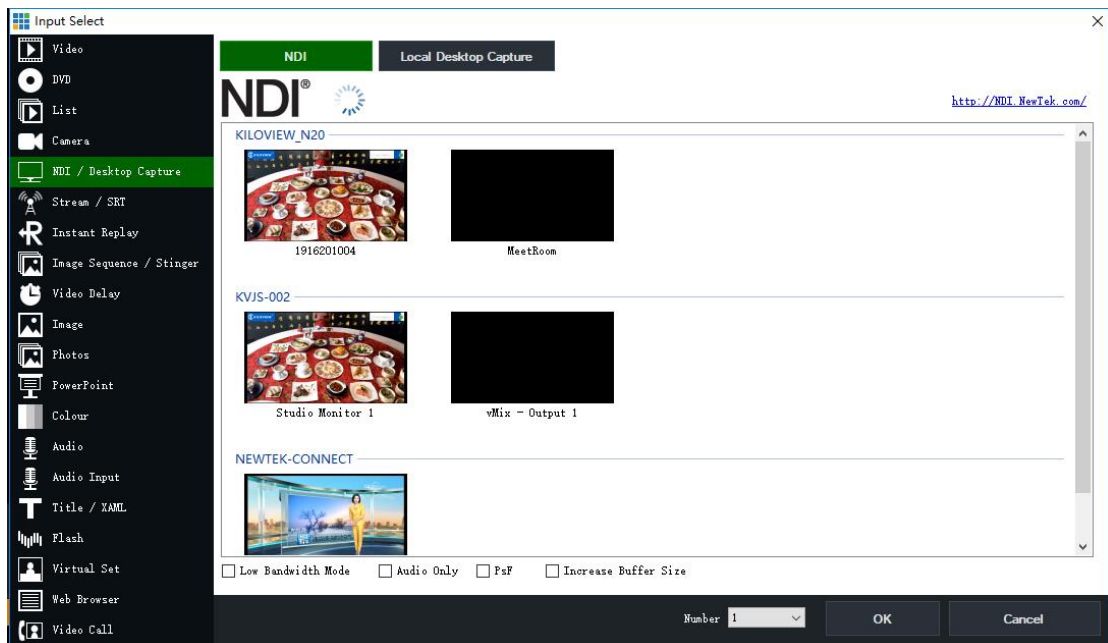 Input Select
Video
DVD
List
Camera
NDI / Desktop Capture
Stream / SRT
Instant Replay
Image Sequence / Stinger
Video Delay
Image
Photos
PowerPoint
Colour
Audio
Audio Input
Title / XAML
Flash
Virtual Set
Web Browser
Video Call
NDI
Local Desktop Capture
NDI®
http://NDI.NewTek.com/
KILOVIEW_N20
1916201004
MeetRoom
KVJS-002
Studio Monitor 1
vMix - Output 1
NEWTEK-CONNECT
Low Bandwidth Mode
Audio Only
PsF
Increase Buffer Size
Number 1
OK
Cancel